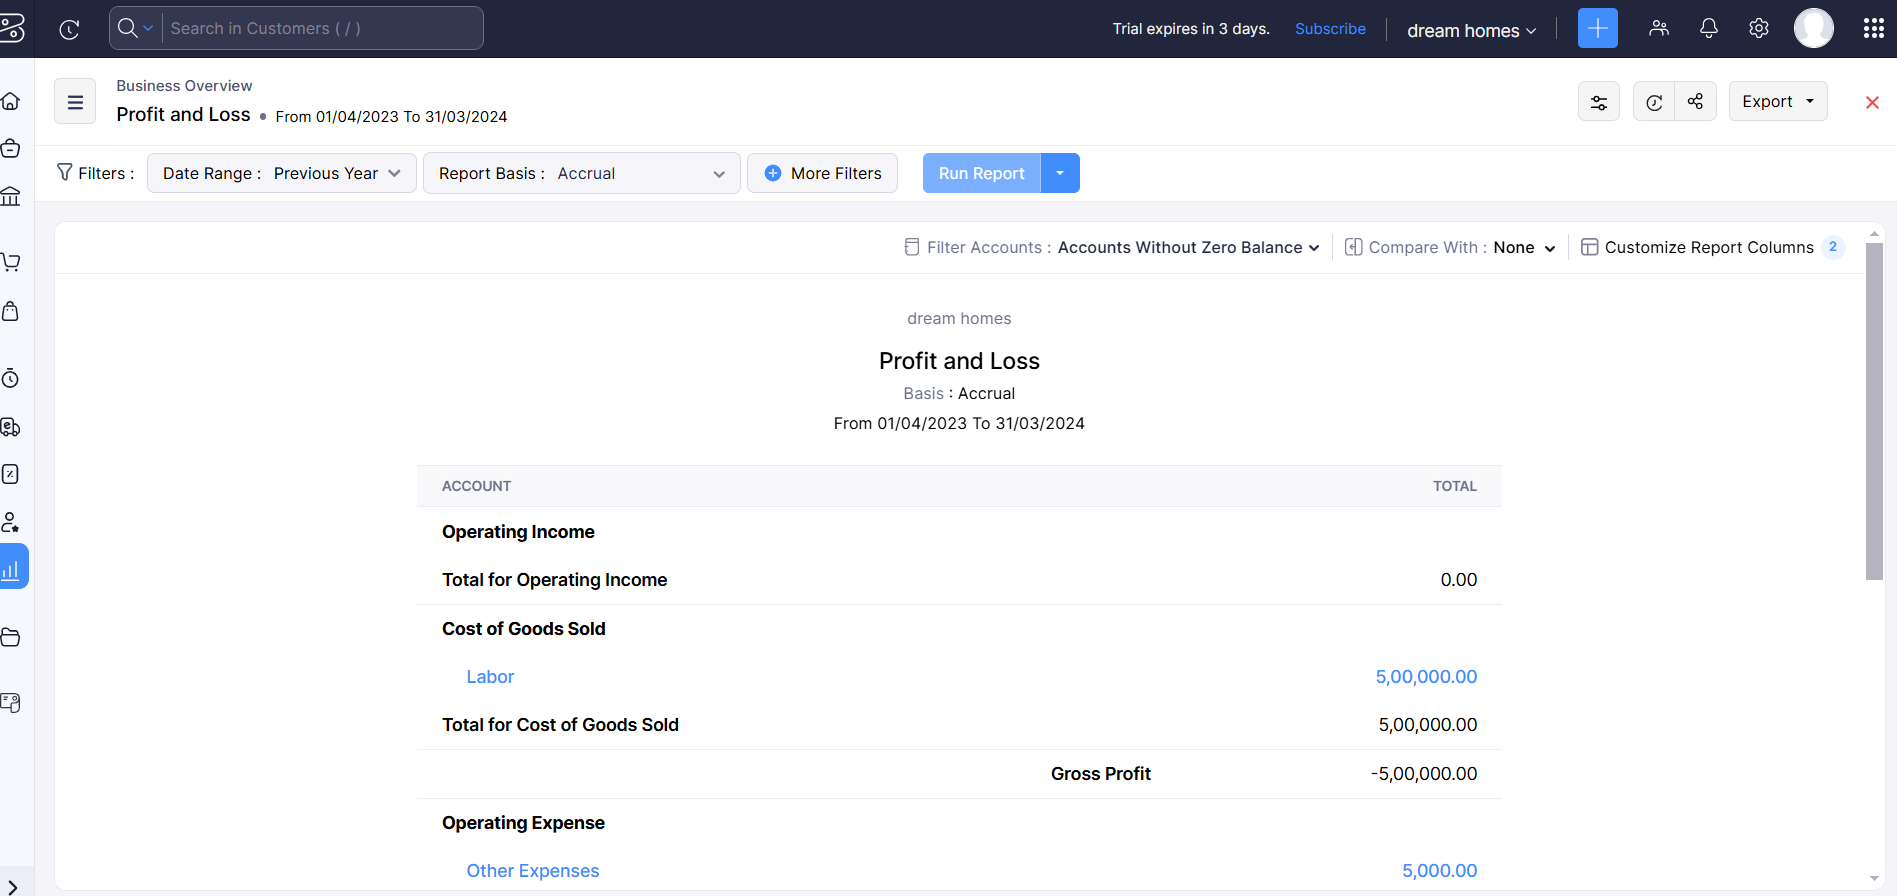 Search in Customers ( / )
Trial expires in 3 days. Subscribe dream homes
Business Overview
Profit and Loss • From 01/04/2023 To 31/03/2024
Export
Filters : Date Range : Previous Year Report Basis : Accrual More Filters Run Report
Filter Accounts : Accounts Without Zero Balance Compare With : None Customize Report Columns 2
dream homes
Profit and Loss
Basis : Accrual
From 01/04/2023 To 31/03/2024
ACCOUNT TOTAL
Operating Income
Total for Operating Income 0.00
Cost of Goods Sold
Labor 5,00,000.00
Total for Cost of Goods Sold 5,00,000.00
Gross Profit -5,00,000.00
Operating Expense
Other Expenses 5,000.00